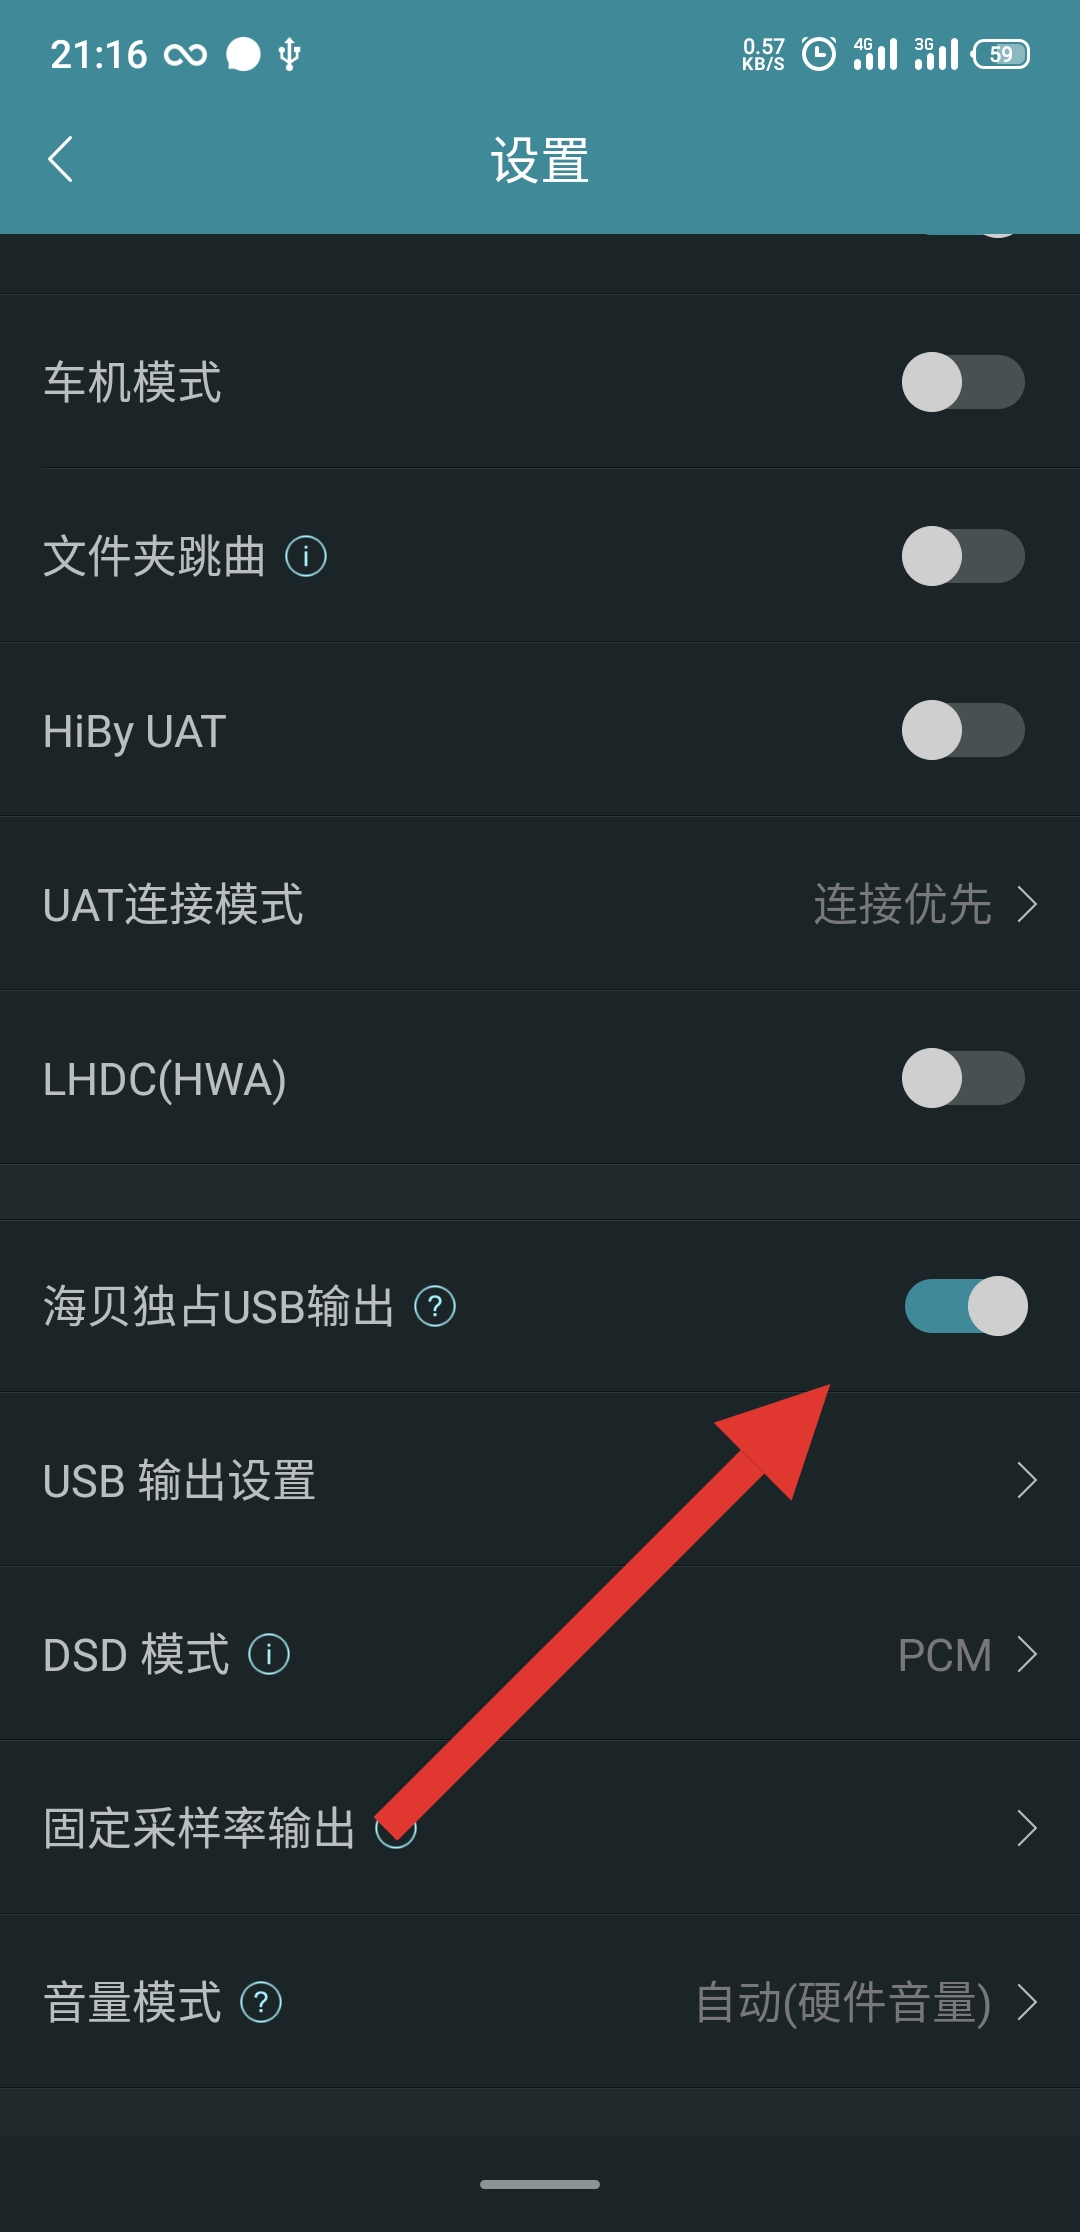 21:16
0.57
KB/S
4G
3G
59
设置
车机模式
文件夹跳曲 i
HiBy UAT
UAT连接模式 连接优先
LHDC(HWA)
海贝独占USB输出 ?
USB 输出设置
DSD 模式 i PCM
固定采样率输出
音量模式 ? 自动(硬件音量)